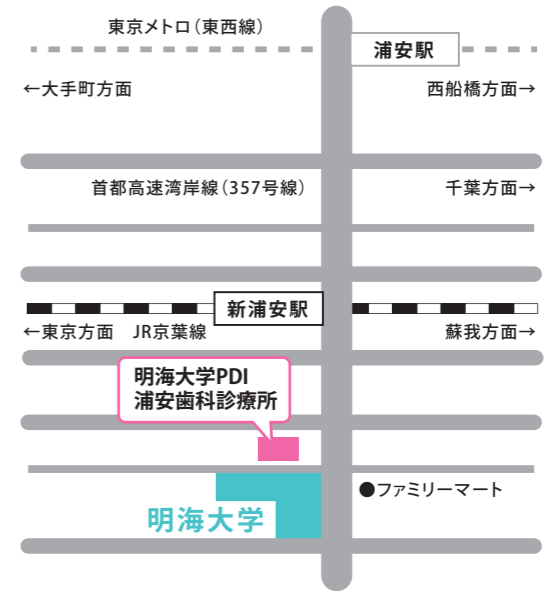 東京メトロ（東西線）
浦安駅
←大手町方面
西船橋方面→
首都高速湾岸線（357号線）
千葉方面→
新浦安駅
←東京方面 JR京葉線
蘇我方面→
明海大学PDI
浦安歯科診療所
●ファミリーマート
明海大学